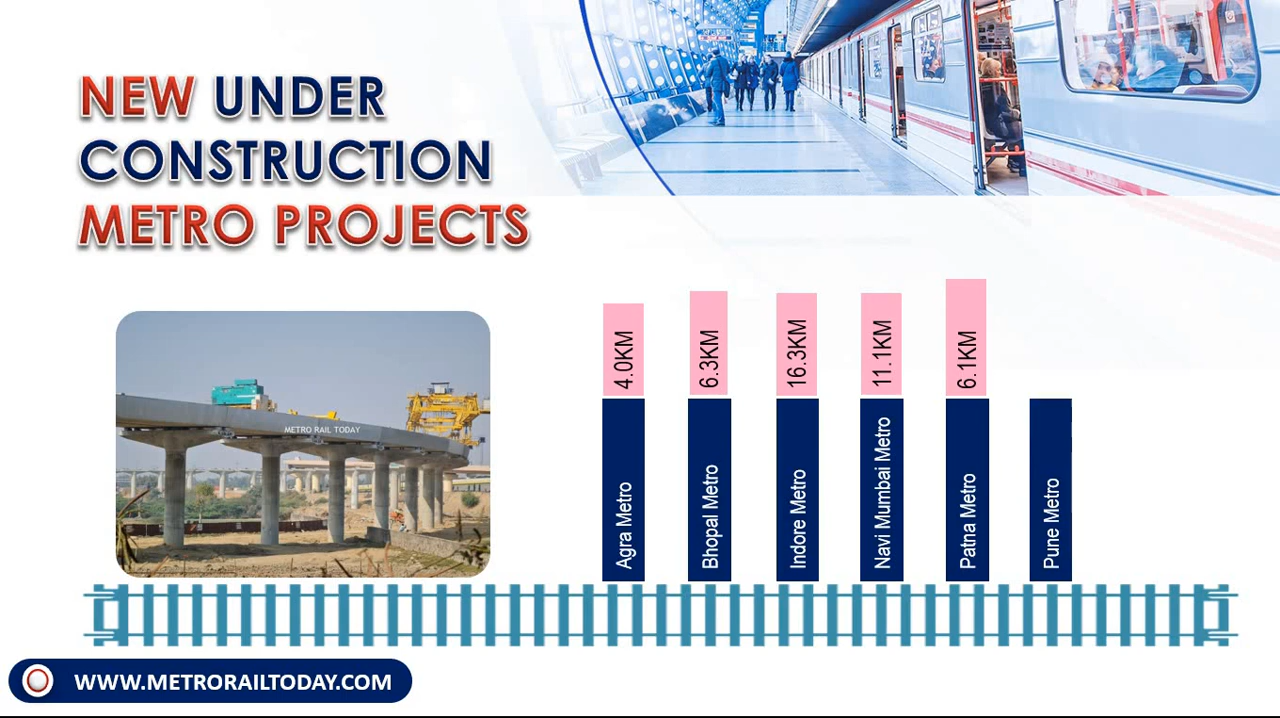 NEW UNDER
CONSTRUCTION
METRO PROJECTS
METRO RAIL TODAY
4.0KM
6.3KM
16.3KM
11.1KM
6.1KM
Agra Metro
Bhopal Metro
Indore Metro
Navi Mumbai Metro
Patna Metro
Pune Metro
WWW.METRORAILTODAY.COM